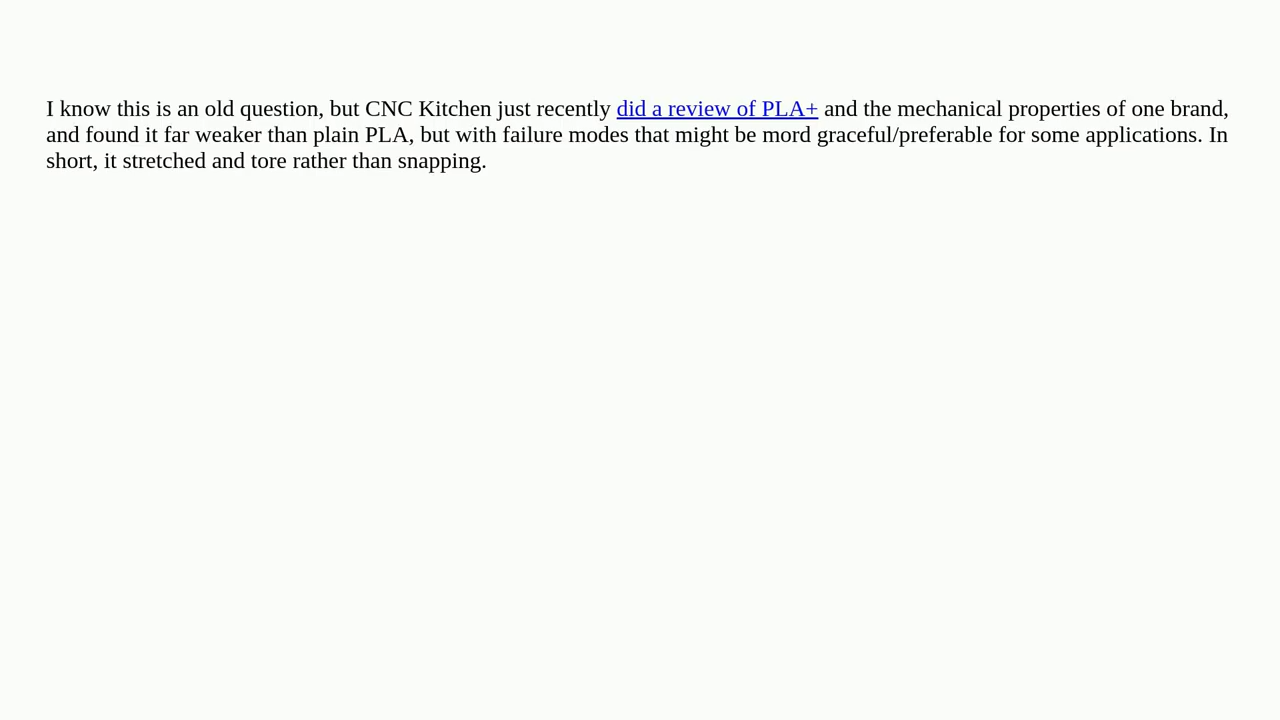 I know this is an old question, but CNC Kitchen just recently did a review of PLA+ and the mechanical properties of one brand,
and found it far weaker than plain PLA, but with failure modes that might be mord graceful/preferable for some applications. In
short, it stretched and tore rather than snapping.